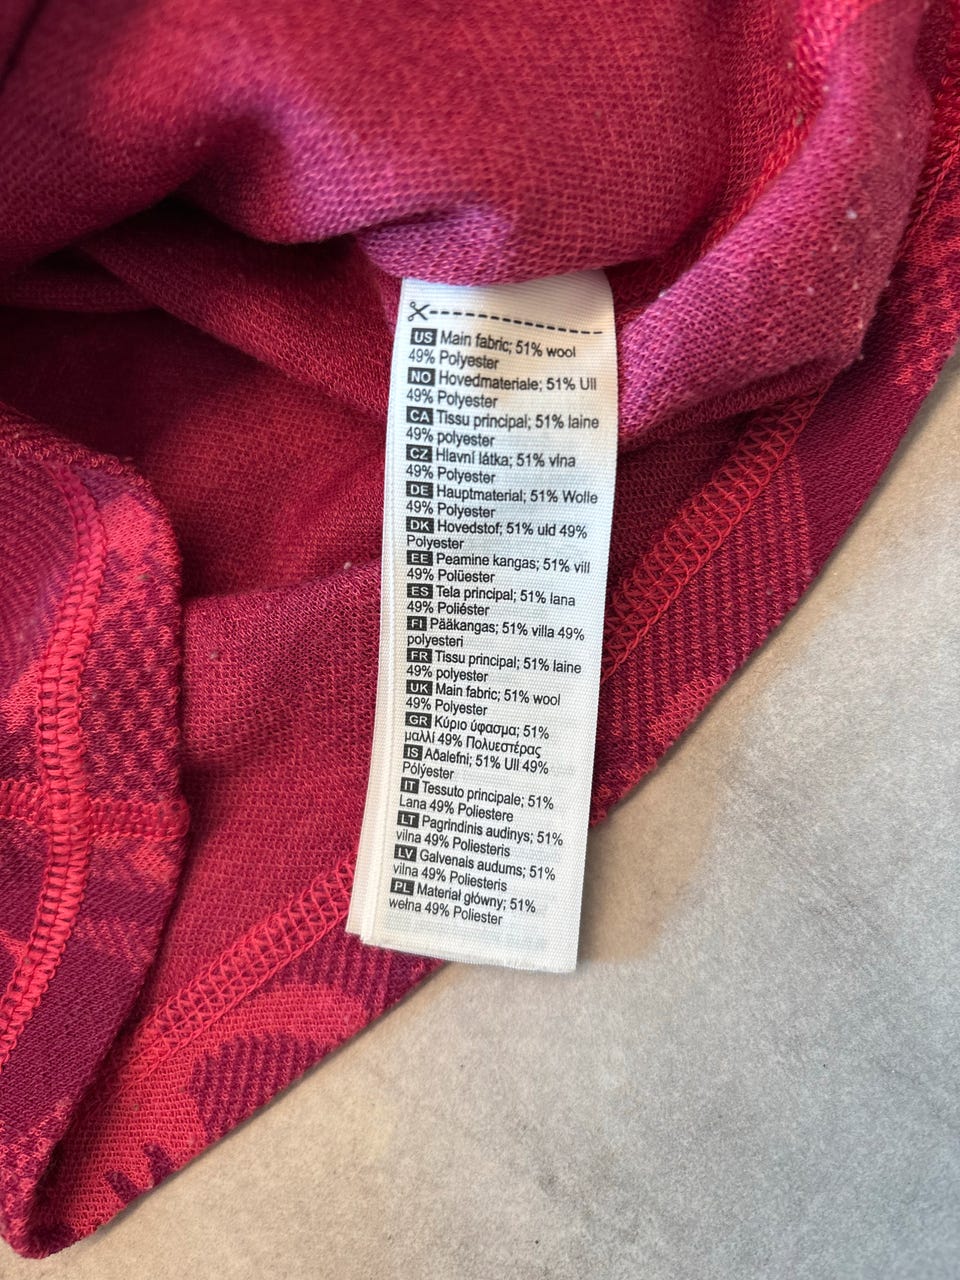 US Main fabric; 51% wool
49% Polyester
NO Hovedmateriale; 51% Ull
49% Polyester
CA Tissu principal; 51% laine
49% polyester
CZ Hlavní látka; 51% vlna
49% Polyester
DE Hauptmaterial; 51% Wolle
49% Polyester
DK Hovedstof; 51% uld 49%
Polyester
EE Peamine kangas; 51% vill
49% Polüester
ES Tela principal; 51% lana
49% Poliéster
FI Pääkangas; 51% villa 49%
polyesteri
FR Tissu principal; 51% laine
49% polyester
UK Main fabric; 51% wool
49% Polyester
GR Κύριο ύφασμα; 51%
μαλλί 49% Πολυεστέρας
IS Aðalefni; 51% Ull 49%
Pólýester
IT Tessuto principale; 51%
Lana 49% Poliestere
LT Pagrindinis audinys; 51%
vilna 49% Poliesteris
LV Galvenais audums; 51%
vilna 49% Poliesteris
PL Materiał główny; 51%
wełna 49% Poliester